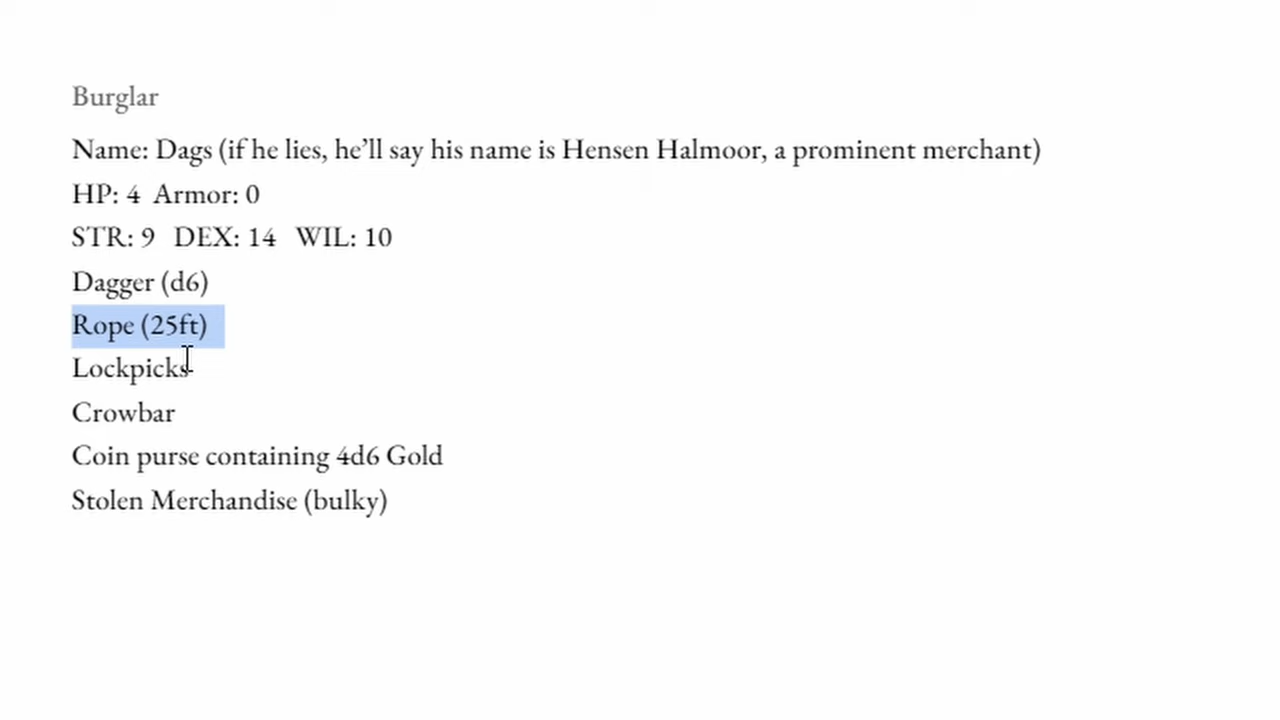 Burglar
Name: Dags (if he lies, he’ll say his name is Hensen Halmoor, a prominent merchant)
HP: 4  Armor: 0
STR: 9   DEX: 14   WIL: 10
Dagger (d6)
Rope (25ft)
Lockpicks
Crowbar
Coin purse containing 4d6 Gold
Stolen Merchandise (bulky)